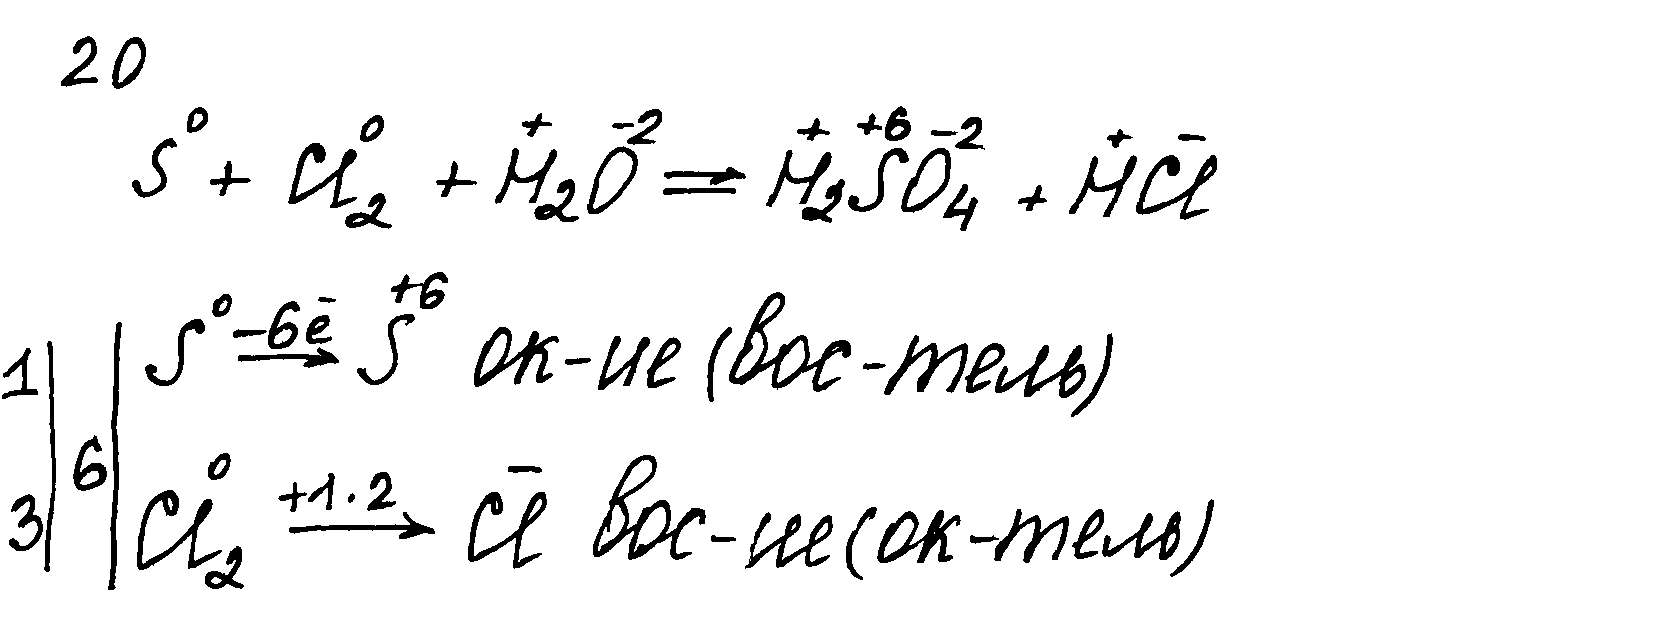 20
S⁰ + Cl₂⁰ + H₂⁺O⁻² ⇒ H₂⁺S⁺⁶O₄⁻² + H⁺Cl⁻
1 | | S⁰ −6ē→ S⁺⁶ ок-ие (вос-тель)
6
3 | | Cl₂⁰ +1·2→ Cl⁻ вос-ие (ок-тель)